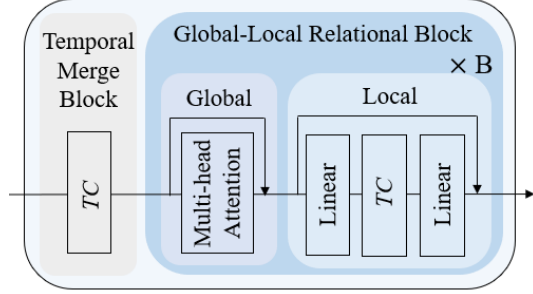 Temporal
Merge
Block
Global-Local Relational Block
× B
Global
Local
TC
Multi-head
Attention
Linear
TC
Linear